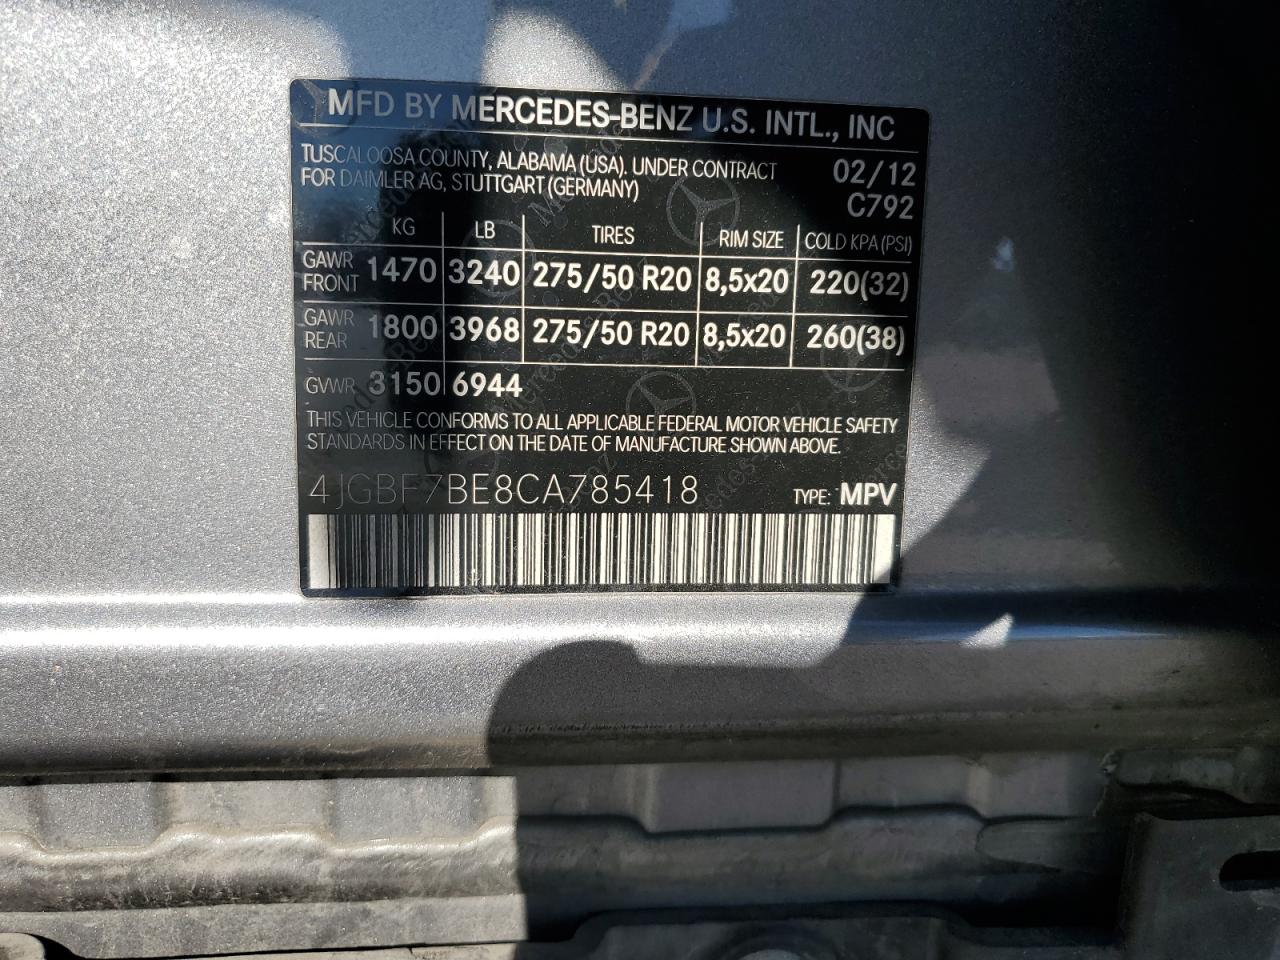 MFD BY MERCEDES-BENZ U.S. INTL., INC
TUSCALOOSA COUNTY, ALABAMA (USA). UNDER CONTRACT 02/12
FOR DAIMLER AG, STUTTGART (GERMANY) C792
KG LB TIRES RIM SIZE COLD KPA (PSI)
GAWR FRONT 1470 3240 275/50 R20 8,5x20 220(32)
GAWR REAR 1800 3968 275/50 R20 8,5x20 260(38)
GVWR 3150 6944
THIS VEHICLE CONFORMS TO ALL APPLICABLE FEDERAL MOTOR VEHICLE SAFETY
STANDARDS IN EFFECT ON THE DATE OF MANUFACTURE SHOWN ABOVE.
4JGBF7BE8CA785418 TYPE: MPV